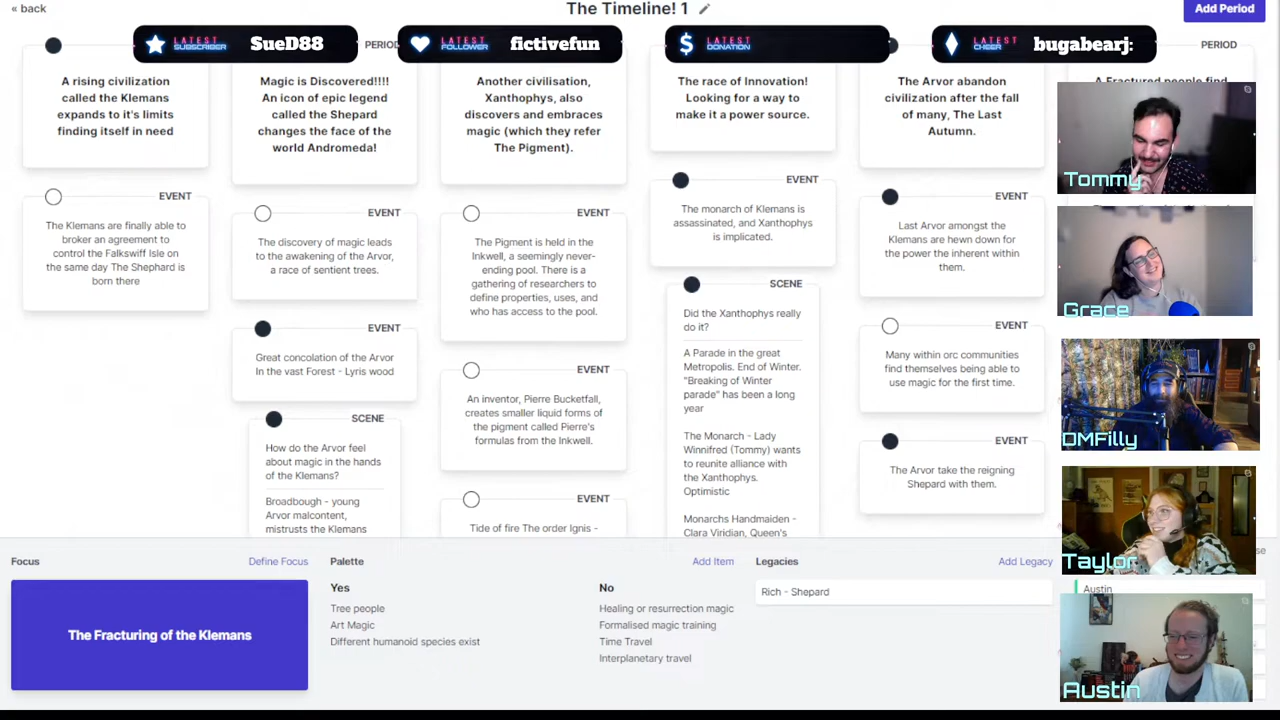 « back
The Timeline! 1
Add Period
LATEST
SUBSCRIBER
SueD88
PERIOD
LATEST
FOLLOWER
fictivefun
LATEST
DONATION
LATEST
CHEER
bugabearj:
PERIOD
A rising civilization
called the Klemans
expands to it's limits
finding itself in need
EVENT
The Klemans are finally able to
broker an agreement to
control the Falkswiff Isle on
the same day The Shephard is
born there
Magic is Discovered!!!!
An icon of epic legend
called the Shepard
changes the face of the
world Andromeda!
EVENT
The discovery of magic leads
to the awakening of the Arvor,
a race of sentient trees.
EVENT
Great concolation of the Arvor
In the vast Forest - Lyris wood
SCENE
How do the Arvor feel
about magic in the hands
of the Klemans?
Broadbough - young
Arvor malcontent,
mistrusts the Klemans
Another civilisation,
Xanthophys, also
discovers and embraces
magic (which they refer
The Pigment).
EVENT
The Pigment is held in the
Inkwell, a seemingly never-
ending pool. There is a
gathering of researchers to
define properties, uses, and
who has access to the pool.
EVENT
An inventor, Pierre Bucketfall,
creates smaller liquid forms of
the pigment called Pierre's
formulas from the Inkwell.
EVENT
Tide of fire The order Ignis -
The race of Innovation!
Looking for a way to
make it a power source.
EVENT
The monarch of Klemans is
assassinated, and Xanthophys
is implicated.
SCENE
Did the Xanthophys really
do it?
A Parade in the great
Metropolis. End of Winter.
"Breaking of Winter
parade" has been a long
year
The Monarch - Lady
Winnifred (Tommy) wants
to reunite alliance with
the Xanthophys.
Optimistic
Monarchs Handmaiden -
Clara Viridian, Queen's
The Arvor abandon
civilization after the fall
of many, The Last
Autumn.
EVENT
Last Arvor amongst the
Klemans are hewn down for
the power the inherent within
them.
EVENT
Many within orc communities
find themselves being able to
use magic for the first time.
EVENT
The Arvor take the reigning
Shepard with them.
A Fractured people find
Tommy
Grace
DMFilly
Taylor
Austin
Focus
Define Focus
The Fracturing of the Klemans
Palette
Add Item
Yes
Tree people
Art Magic
Different humanoid species exist
No
Healing or resurrection magic
Formalised magic training
Time Travel
Interplanetary travel
Legacies
Add Legacy
Rich - Shepard
Austin